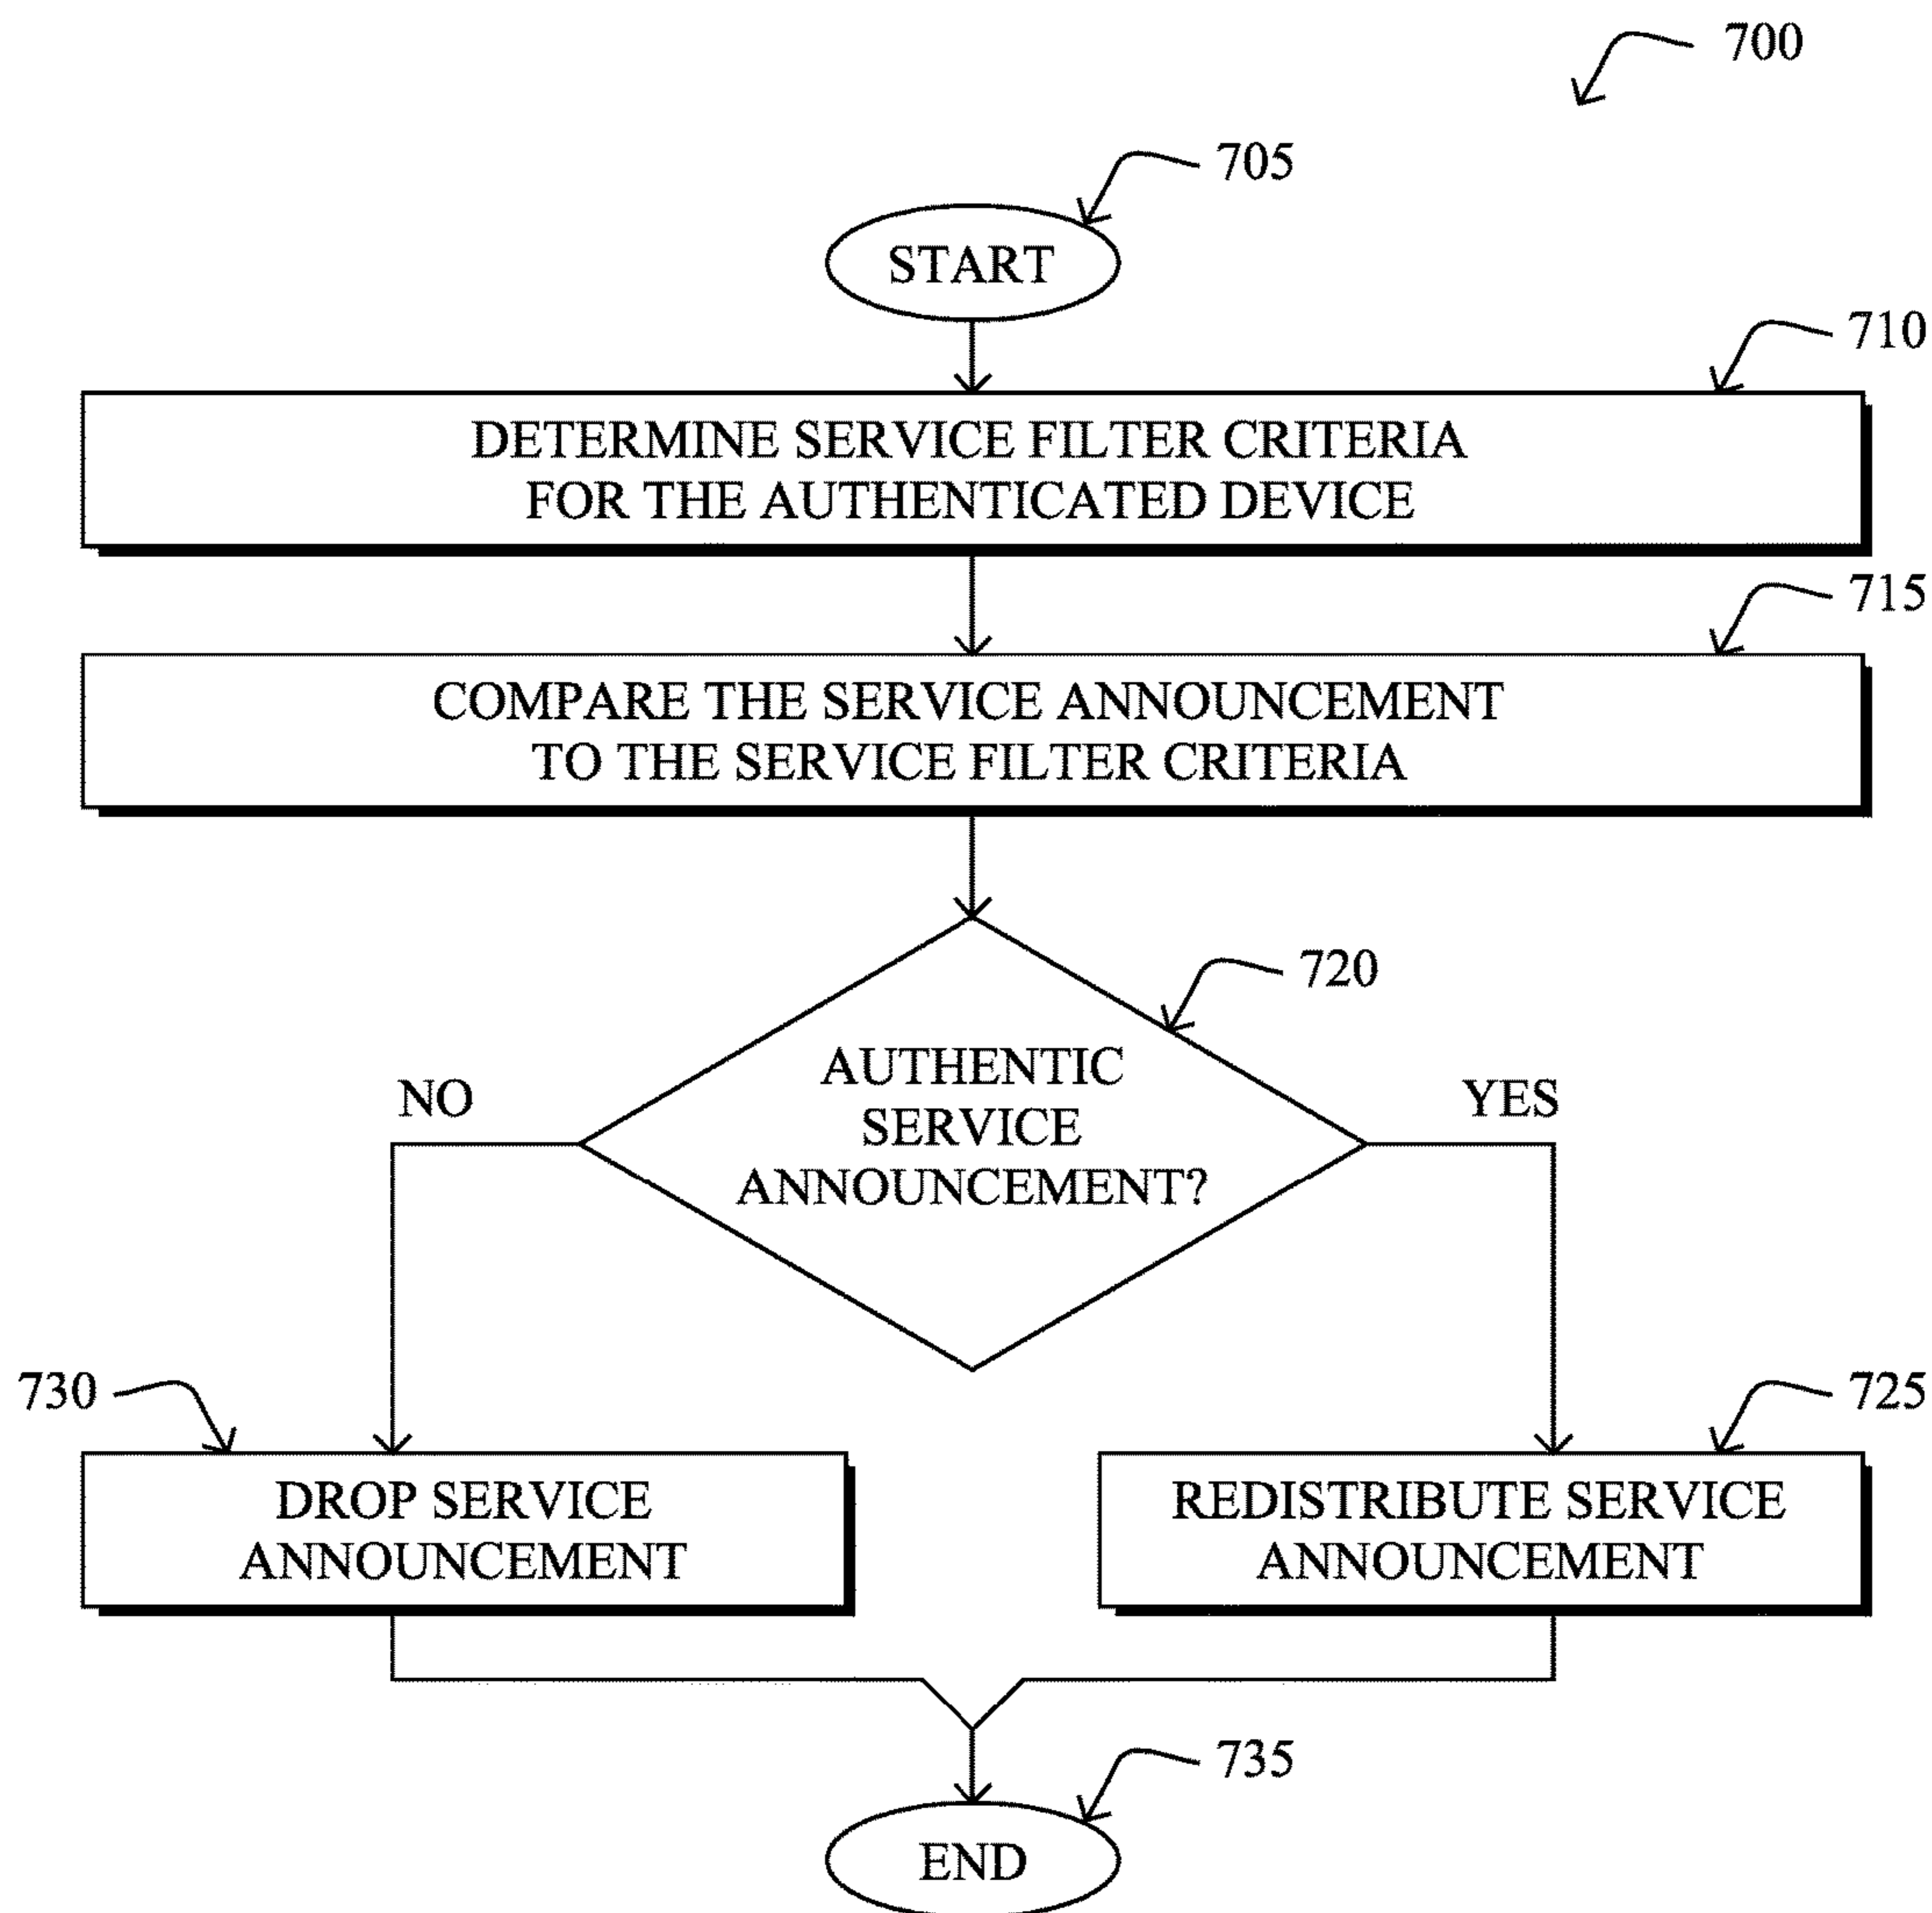 700
705
START
710
DETERMINE SERVICE FILTER CRITERIA
FOR THE AUTHENTICATED DEVICE
715
COMPARE THE SERVICE ANNOUNCEMENT
TO THE SERVICE FILTER CRITERIA
720
AUTHENTIC
SERVICE
ANNOUNCEMENT?
NO
YES
730
DROP SERVICE
ANNOUNCEMENT
725
REDISTRIBUTE SERVICE
ANNOUNCEMENT
735
END